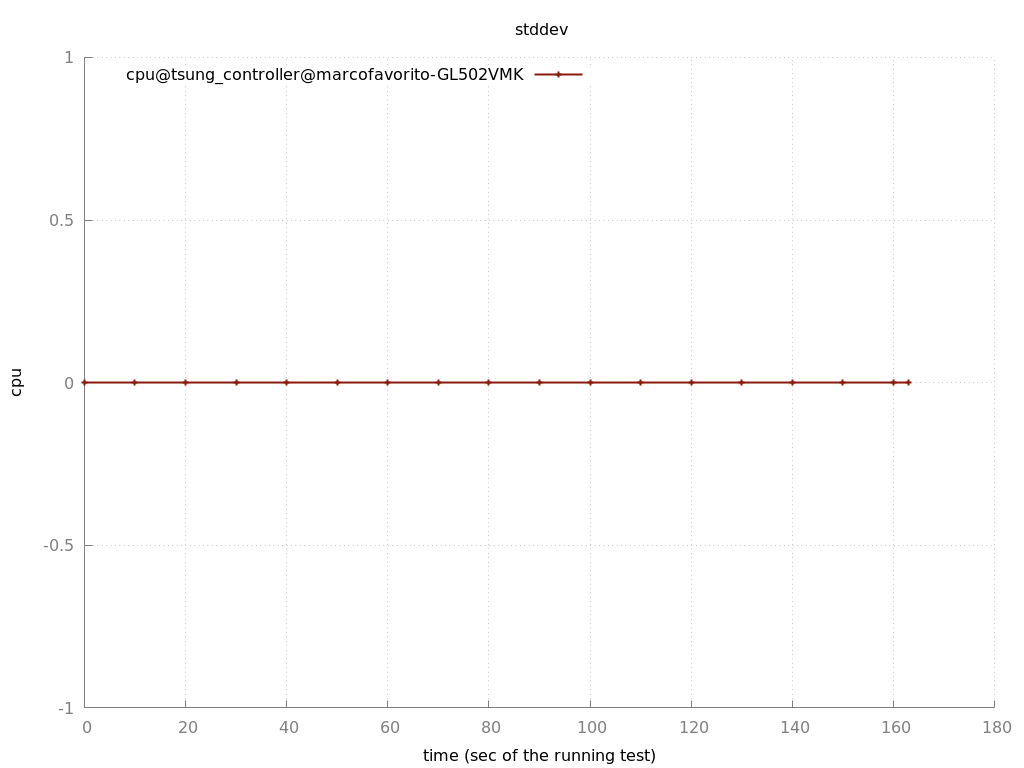 stddev
cpu@tsung_controller@marcofavorito-GL502VMK
1
0.5
0
-0.5
-1
cpu
0 20 40 60 80 100 120 140 160 180
time (sec of the running test)